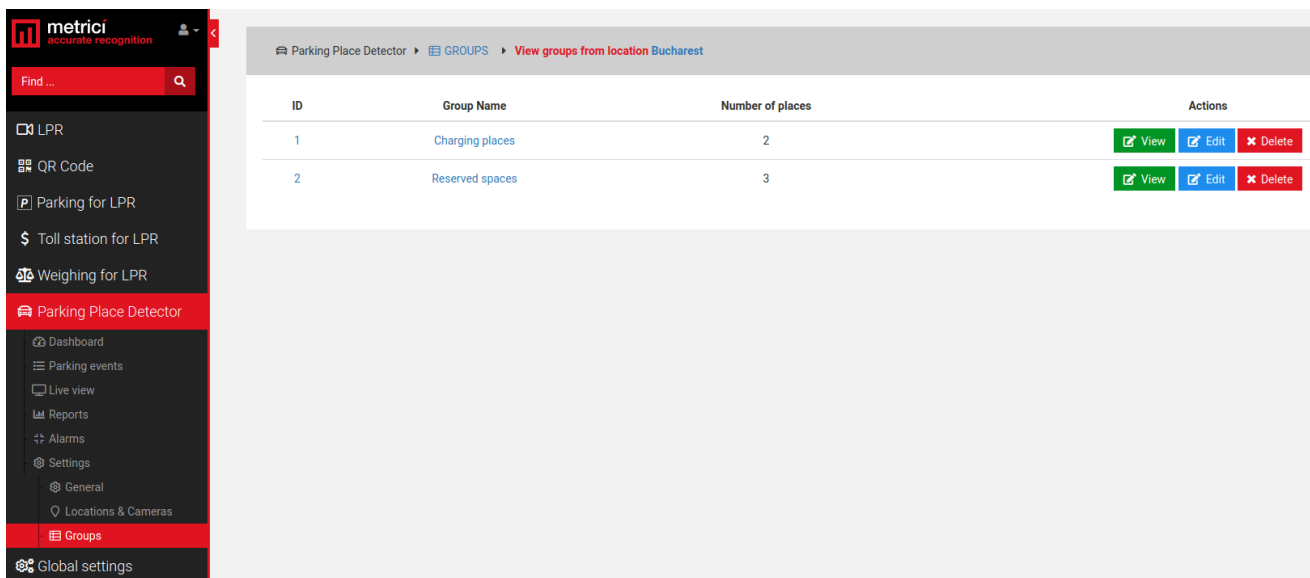 metrici
accurate recognition
Find ...
LPR
QR Code
P Parking for LPR
$ Toll station for LPR
Weighing for LPR
Parking Place Detector
Dashboard
Parking events
Live view
Reports
Alarms
Settings
General
Locations & Cameras
Groups
Global settings
Parking Place Detector GROUPS View groups from location Bucharest
ID Group Name Number of places Actions
1 Charging places 2 View Edit Delete
2 Reserved spaces 3 View Edit Delete